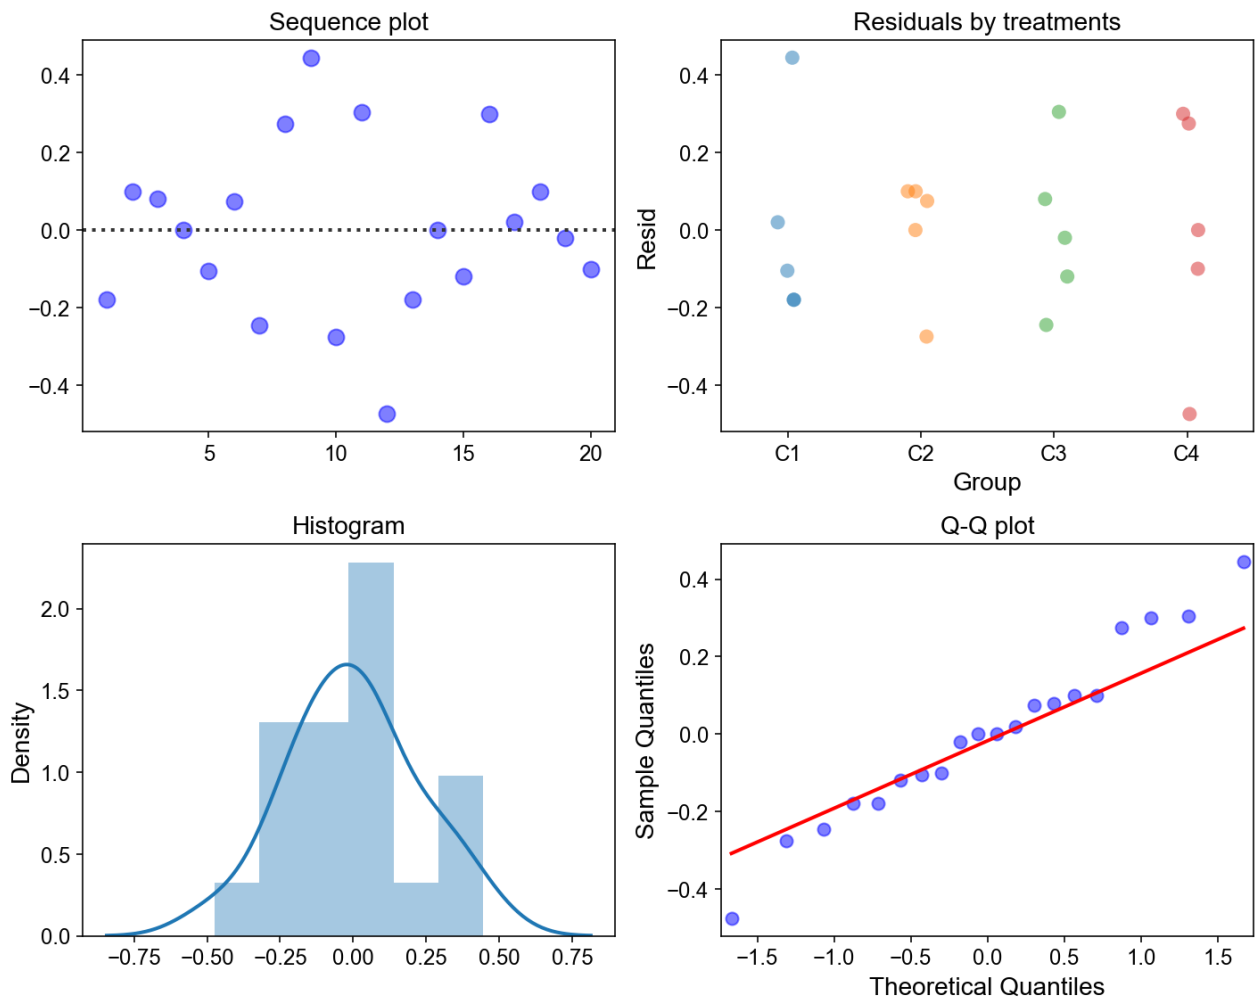 Sequence plot
0.4
0.2
0.0
−0.2
−0.4
5 10 15 20
Residuals by treatments
Resid
0.4
0.2
0.0
−0.2
−0.4
C1 C2 C3 C4
Group
Histogram
Density
2.0
1.5
1.0
0.5
0.0
−0.75 −0.50 −0.25 0.00 0.25 0.50 0.75
Q-Q plot
Sample Quantiles
0.4
0.2
0.0
−0.2
−0.4
−1.5 −1.0 −0.5 0.0 0.5 1.0 1.5
Theoretical Quantiles